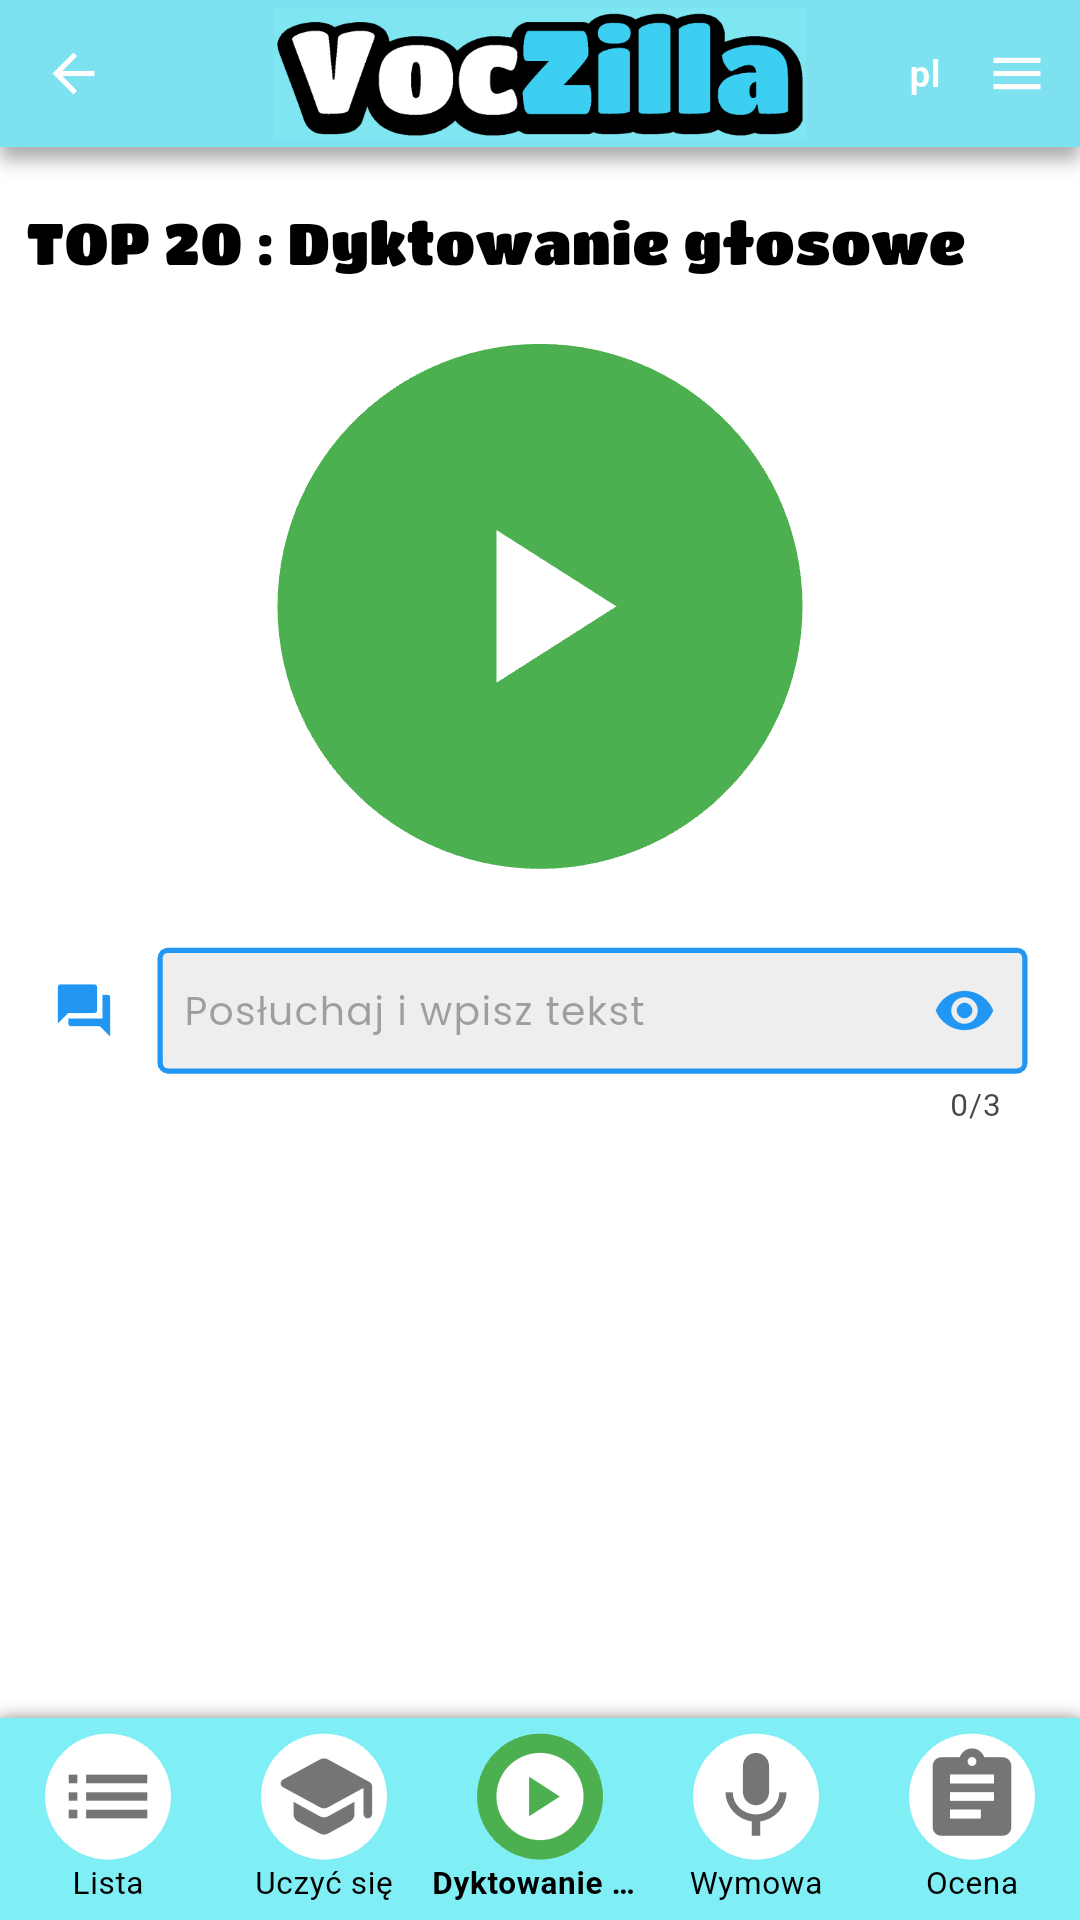 VocZilla
pl
TOP 20 : Dyktowanie głosowe
Posłuchaj i wpisz tekst
0/3
Lista
Uczyć się
Dyktowanie ...
Wymowa
Ocena